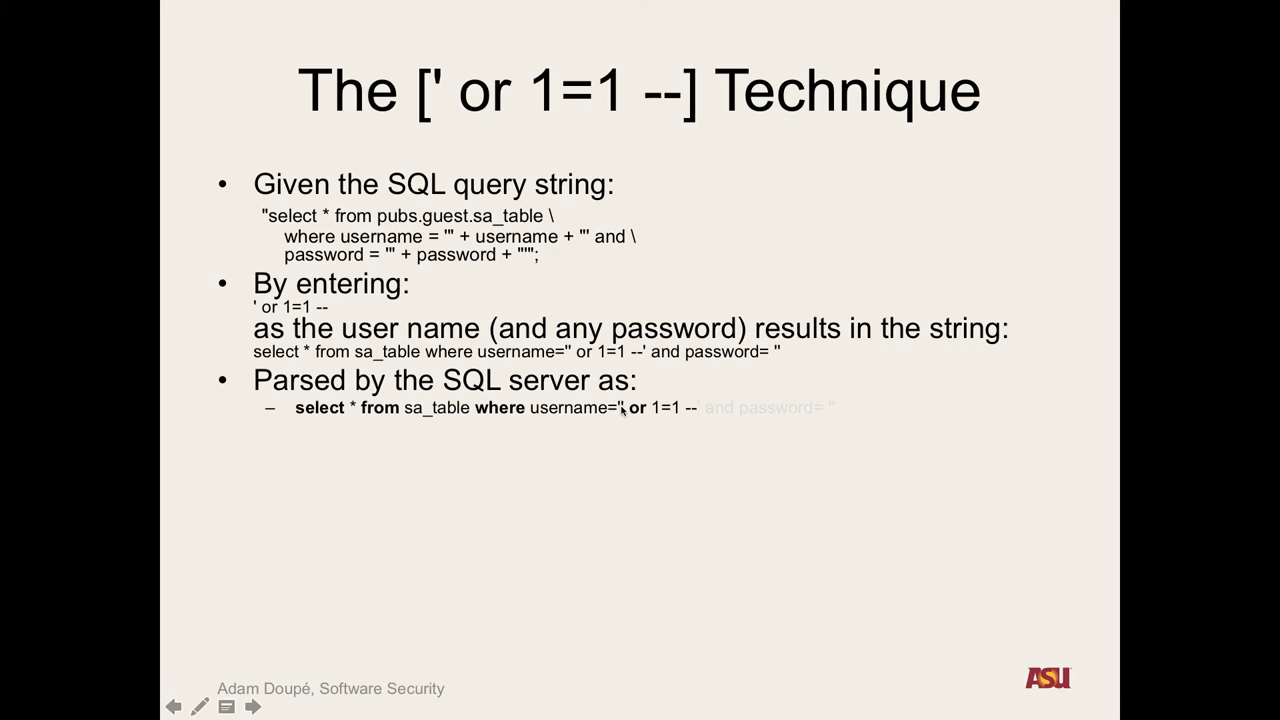 The [' or 1=1 --] Technique
• Given the SQL query string:
"select * from pubs.guest.sa_table \
where username = '" + username + "' and \
password = '" + password + "'";
• By entering:
' or 1=1 --
as the user name (and any password) results in the string:
select * from sa_table where username='' or 1=1 --' and password= ''
• Parsed by the SQL server as:
– select * from sa_table where username='' or 1=1 --' and password= ''
Adam Doupé, Software Security
ASU